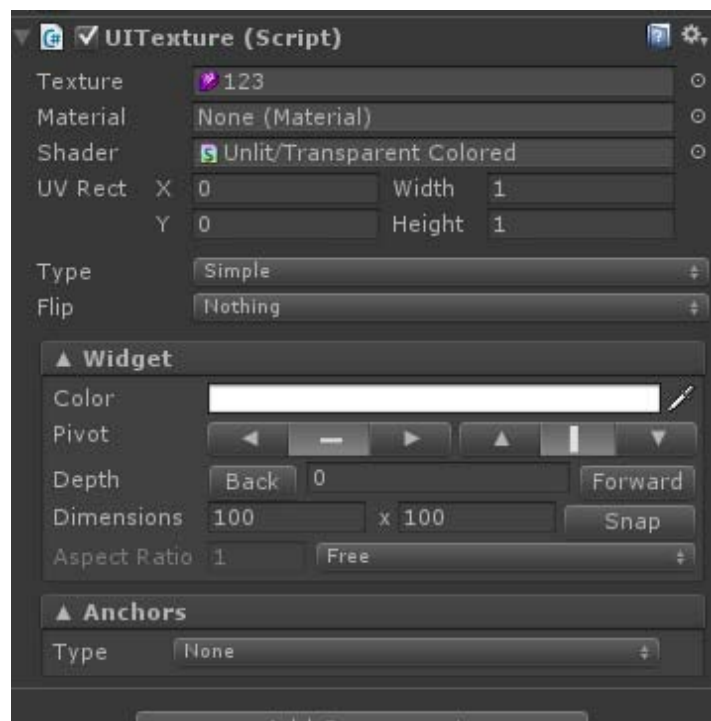 UITexture (Script)
Texture 123
Material None (Material)
Shader Unlit/Transparent Colored
UV Rect X 0 Width 1
Y 0 Height 1
Type Simple
Flip Nothing
▲ Widget
Color
Pivot
Depth Back 0 Forward
Dimensions 100 x 100 Snap
Aspect Ratio 1 Free
▲ Anchors
Type None